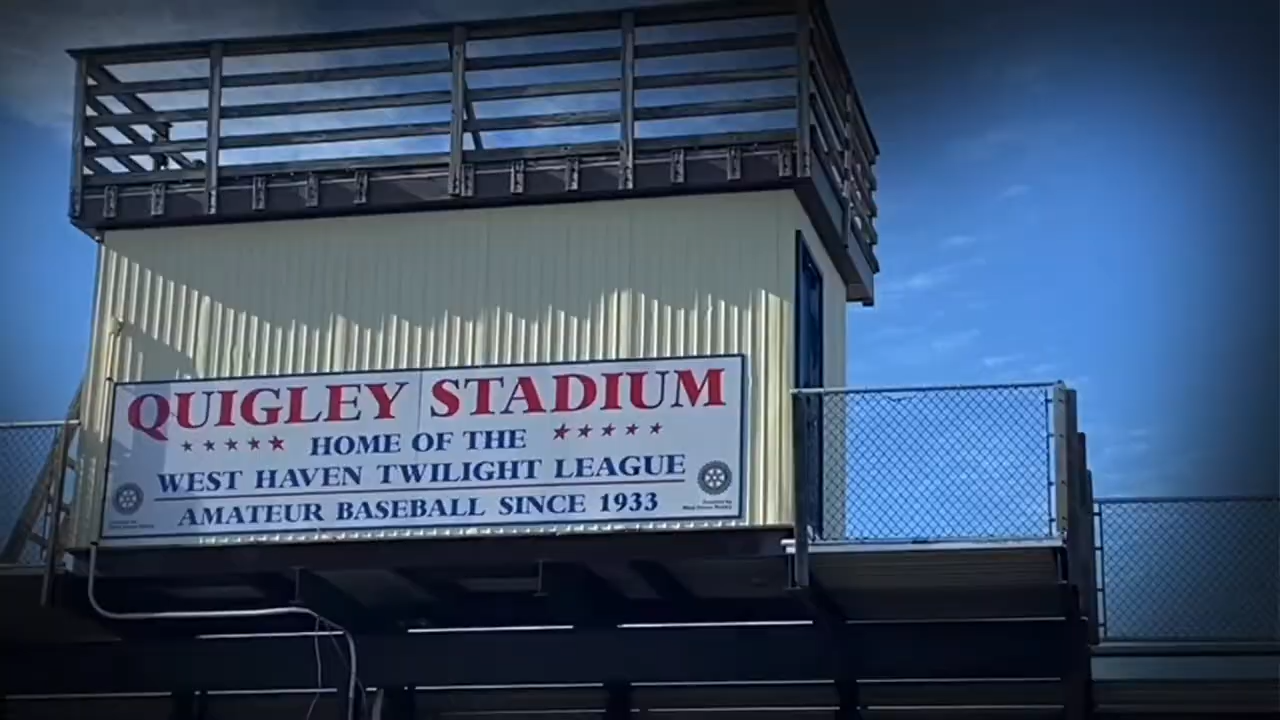 QUIGLEY STADIUM
★★★★★ HOME OF THE ★★★★★
WEST HAVEN TWILIGHT LEAGUE
AMATEUR BASEBALL SINCE 1933